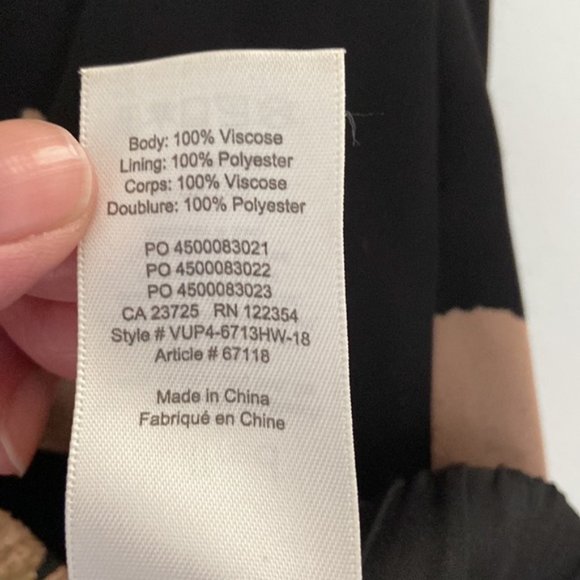 Body: 100% Viscose
Lining: 100% Polyester
Corps: 100% Viscose
Doublure: 100% Polyester
PO 4500083021
PO 4500083022
PO 4500083023
CA 23725 RN 122354
Style # VUP4-6713HW-18
Article # 67118
Made in China
Fabriqué en Chine